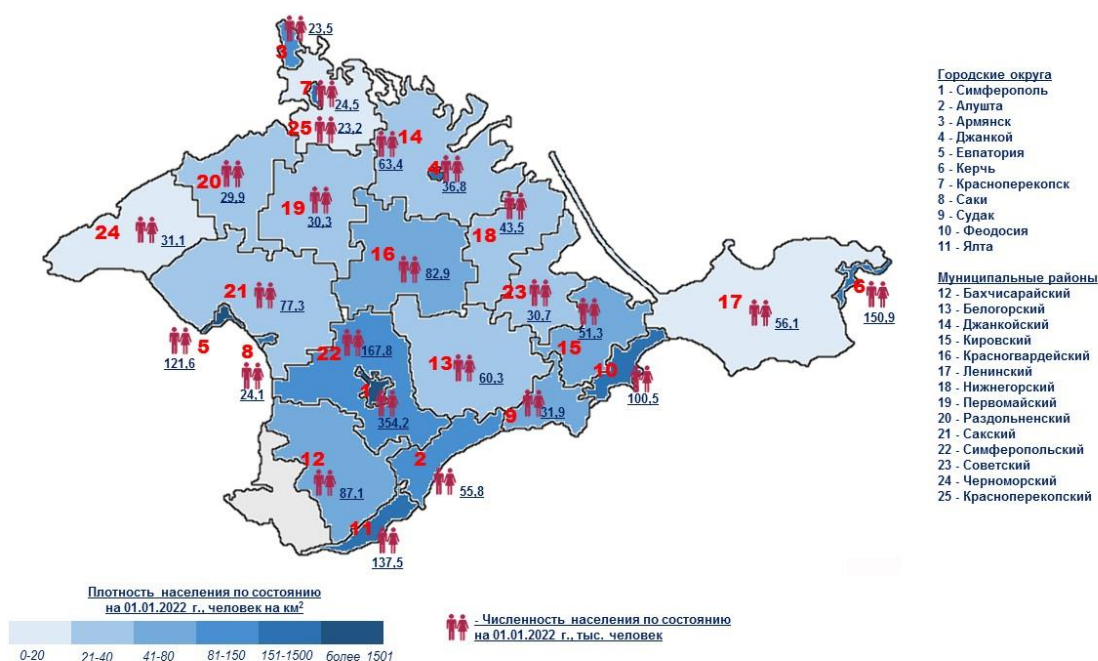 23,5
3
7
24,5
25
23,2
14
63,4
4
36,8
20
29,9
19
30,3
43,5
18
24
31,1
16
82,9
23
30,7
21
77,3
17
56,1
6
150,9
51,3
15
5
121,6
8
24,1
22
167,8
13
60,3
10
100,5
1
354,2
9
31,9
12
87,1
2
55,8
11
137,5
Городские округа
1 - Симферополь
2 - Алушта
3 - Армянск
4 - Джанкой
5 - Евпатория
6 - Керчь
7 - Красноперекопск
8 - Саки
9 - Судак
10 - Феодосия
11 - Ялта
Муниципальные районы
12 - Бахчисарайский
13 - Белогорский
14 - Джанкойский
15 - Кировский
16 - Красногвардейский
17 - Ленинский
18 - Нижнегорский
19 - Первомайский
20 - Раздольненский
21 - Сакский
22 - Симферопольский
23 - Советский
24 - Черноморский
25 - Красноперекопский
Плотность населения по состоянию
на 01.01.2022 г., человек на км²
0-20 21-40 41-80 81-150 151-1500 более 1501
- Численность населения по состоянию
на 01.01.2022 г., тыс. человек